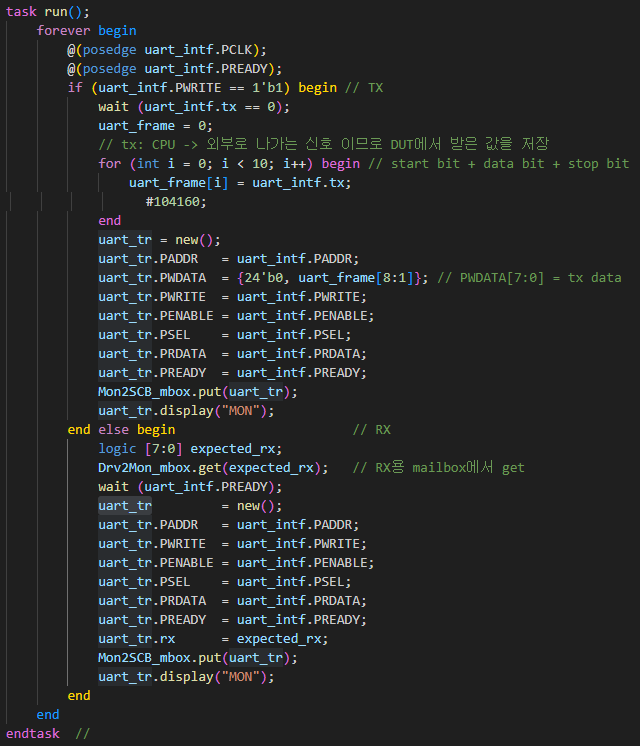 task run();
    forever begin
        @(posedge uart_intf.PCLK);
        @(posedge uart_intf.PREADY);
        if (uart_intf.PWRITE == 1'b1) begin // TX
            wait (uart_intf.tx == 0);
            uart_frame = 0;
            // tx: CPU -> 외부로 나가는 신호 이므로 DUT에서 받은 값을 저장
            for (int i = 0; i < 10; i++) begin // start bit + data bit + stop bit
                uart_frame[i] = uart_intf.tx;
                  #104160;
            end
            uart_tr = new();
            uart_tr.PADDR   = uart_intf.PADDR;
            uart_tr.PWDATA  = {24'b0, uart_frame[8:1]}; // PWDATA[7:0] = tx data
            uart_tr.PWRITE  = uart_intf.PWRITE;
            uart_tr.PENABLE = uart_intf.PENABLE;
            uart_tr.PSEL    = uart_intf.PSEL;
            uart_tr.PRDATA  = uart_intf.PRDATA;
            uart_tr.PREADY  = uart_intf.PREADY;
            Mon2SCB_mbox.put(uart_tr);
            uart_tr.display("MON");
        end else begin                       // RX
            logic [7:0] expected_rx;
            Drv2Mon_mbox.get(expected_rx);   // RX용 mailbox에서 get
            wait (uart_intf.PREADY);
            uart_tr         = new();
            uart_tr.PADDR   = uart_intf.PADDR;
            uart_tr.PWRITE  = uart_intf.PWRITE;
            uart_tr.PENABLE = uart_intf.PENABLE;
            uart_tr.PSEL    = uart_intf.PSEL;
            uart_tr.PRDATA  = uart_intf.PRDATA;
            uart_tr.PREADY  = uart_intf.PREADY;
            uart_tr.rx      = expected_rx;
            Mon2SCB_mbox.put(uart_tr);
            uart_tr.display("MON");
        end
    end
endtask  //